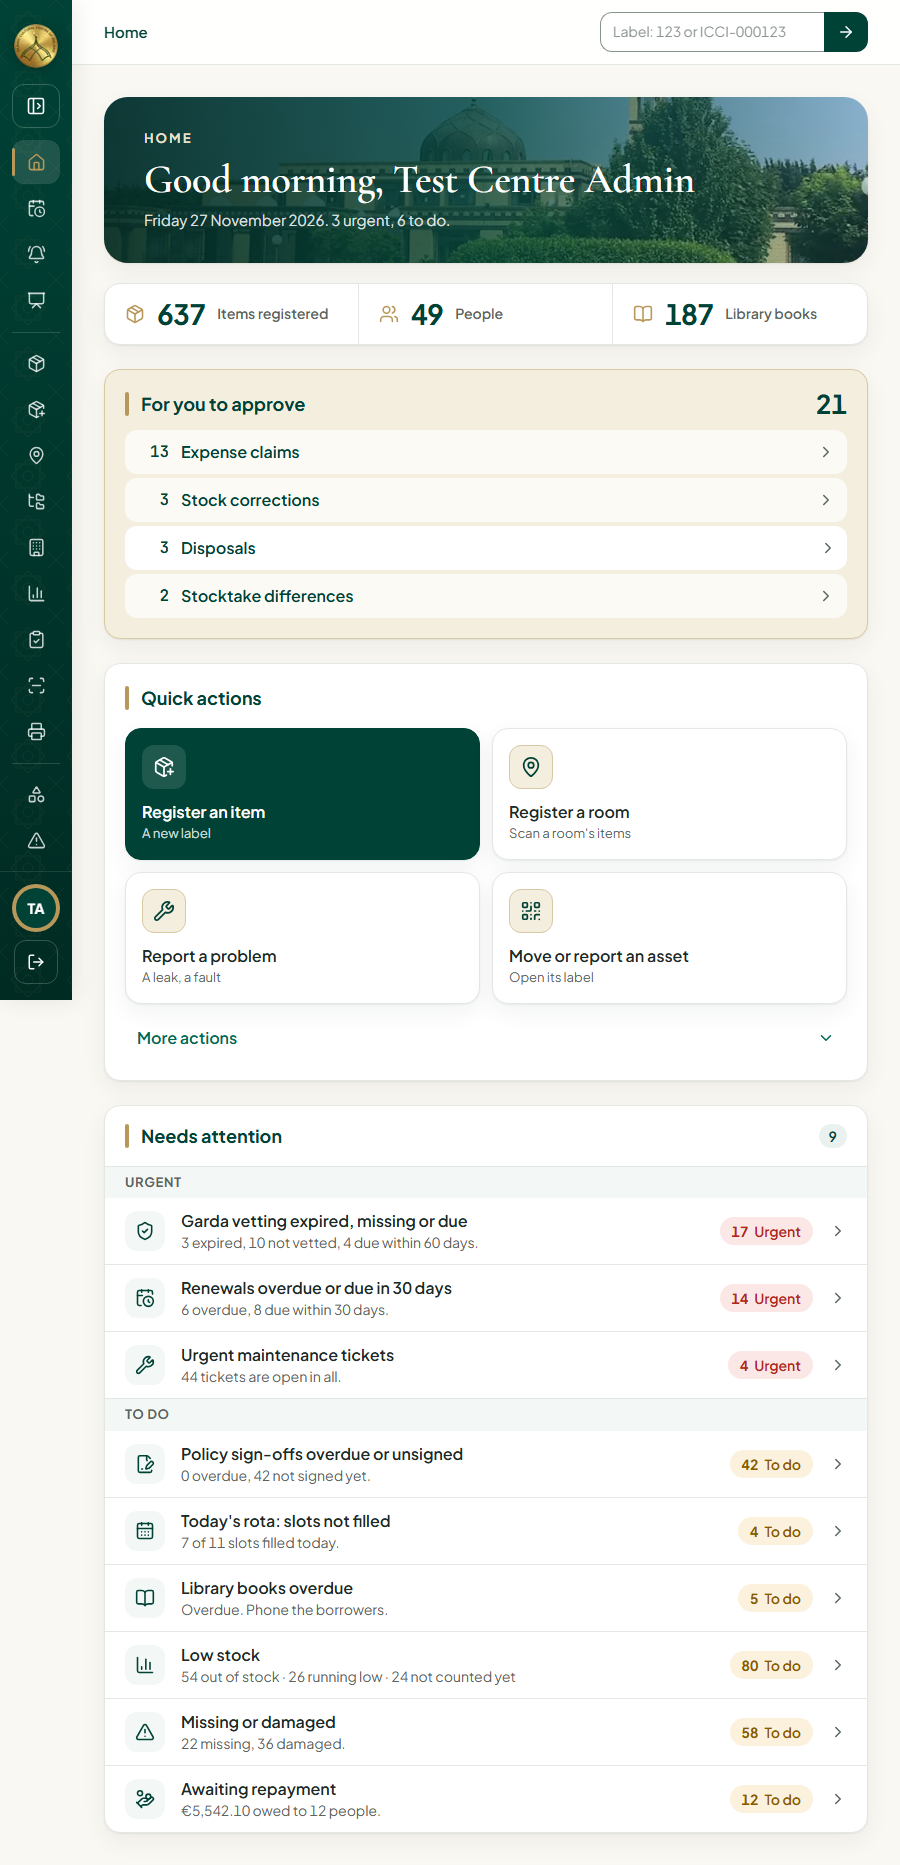 Home
Label: 123 or ICCI-000123
HOME
Good morning, Test Centre Admin
Friday 27 November 2026. 3 urgent, 6 to do.
637 Items registered
49 People
187 Library books
For you to approve 21
13 Expense claims
3 Stock corrections
3 Disposals
2 Stocktake differences
Quick actions
Register an item
A new label
Register a room
Scan a room's items
Report a problem
A leak, a fault
Move or report an asset
Open its label
More actions
TA
Needs attention 9
URGENT
Garda vetting expired, missing or due
3 expired, 10 not vetted, 4 due within 60 days.
17 Urgent
Renewals overdue or due in 30 days
6 overdue, 8 due within 30 days.
14 Urgent
Urgent maintenance tickets
44 tickets are open in all.
4 Urgent
TO DO
Policy sign-offs overdue or unsigned
0 overdue, 42 not signed yet.
42 To do
Today's rota: slots not filled
7 of 11 slots filled today.
4 To do
Library books overdue
Overdue. Phone the borrowers.
5 To do
Low stock
54 out of stock · 26 running low · 24 not counted yet
80 To do
Missing or damaged
22 missing, 36 damaged.
58 To do
Awaiting repayment
€5,542.10 owed to 12 people.
12 To do